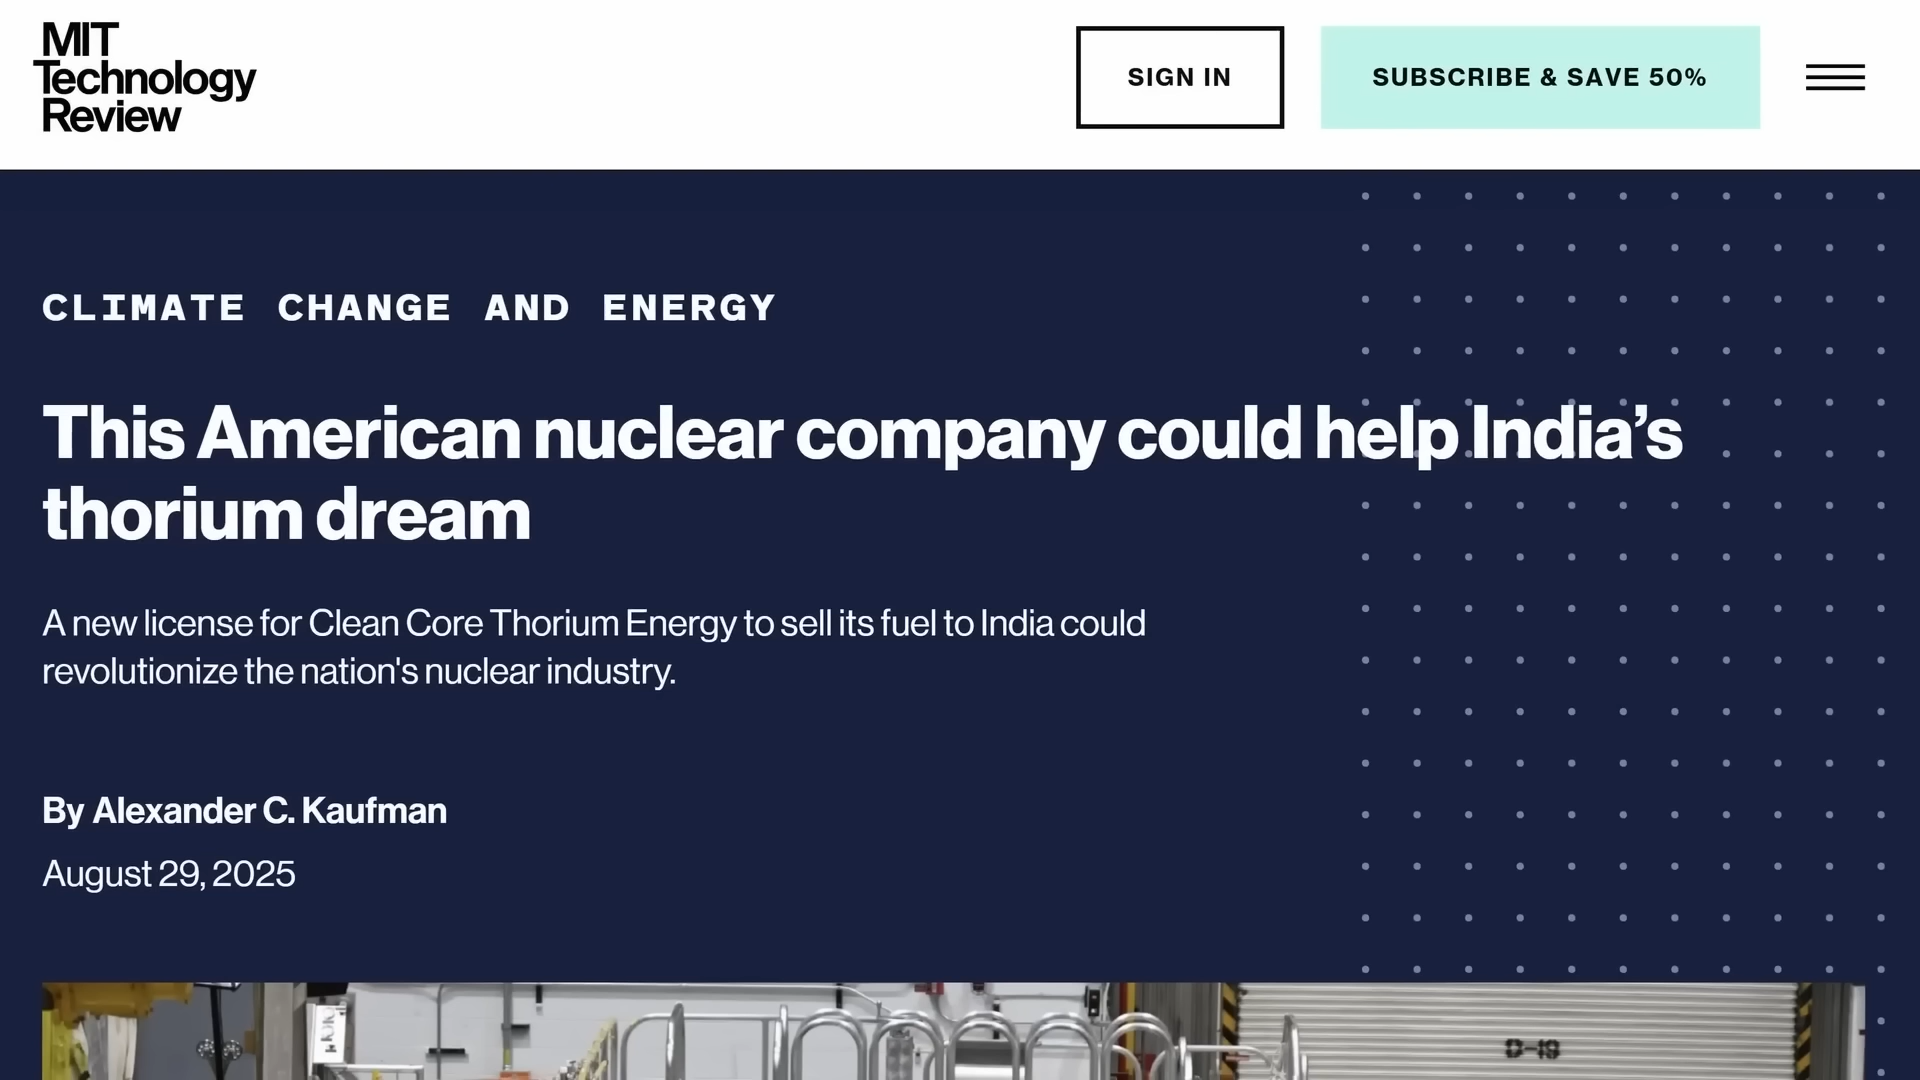 MIT
Technology
Review
SIGN IN
SUBSCRIBE & SAVE 50%
CLIMATE CHANGE AND ENERGY
This American nuclear company could help India’s
thorium dream
A new license for Clean Core Thorium Energy to sell its fuel to India could
revolutionize the nation's nuclear industry.
By Alexander C. Kaufman
August 29, 2025
D-19